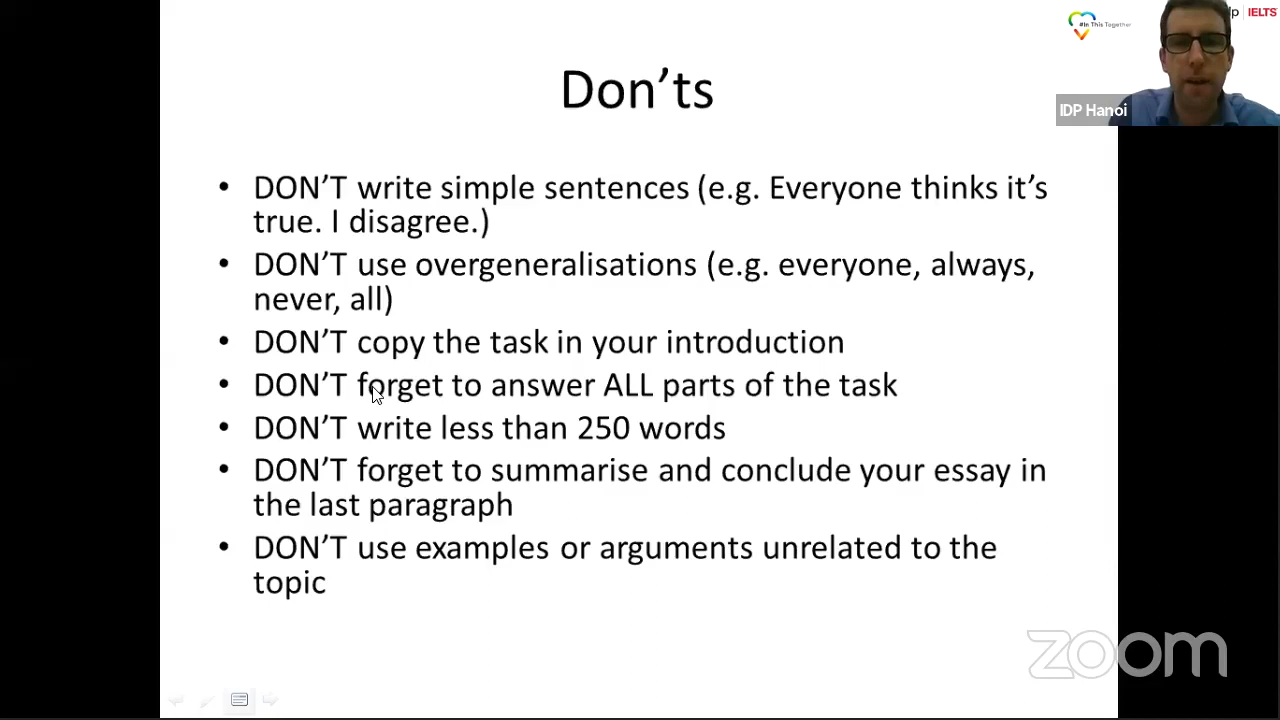 #In This Together
IELTS
IDP Hanoi
Don’ts
• DON’T write simple sentences (e.g. Everyone thinks it’s
true. I disagree.)
• DON’T use overgeneralisations (e.g. everyone, always,
never, all)
• DON’T copy the task in your introduction
• DON’T forget to answer ALL parts of the task
• DON’T write less than 250 words
• DON’T forget to summarise and conclude your essay in
the last paragraph
• DON’T use examples or arguments unrelated to the
topic
zoom